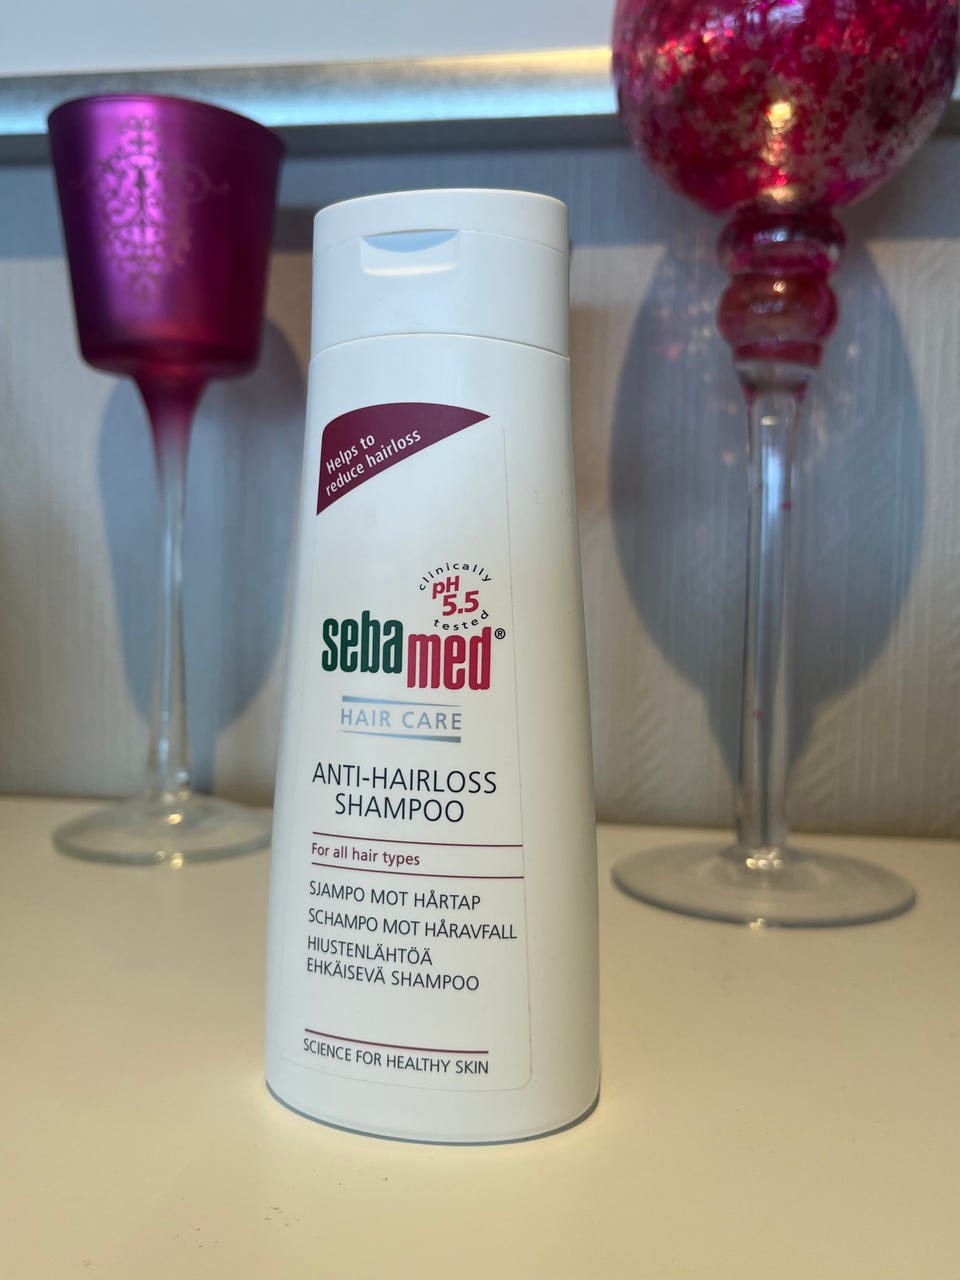 Helps to
reduce hairloss
clinically
pH
5.5
tested
sebamed®
HAIR CARE
ANTI-HAIRLOSS
SHAMPOO
For all hair types
SJAMPO MOT HÅRTAP
SCHAMPO MOT HÅRAVFALL
HIUSTENLÄHTÖÄ
EHKÄISEVÄ SHAMPOO
SCIENCE FOR HEALTHY SKIN